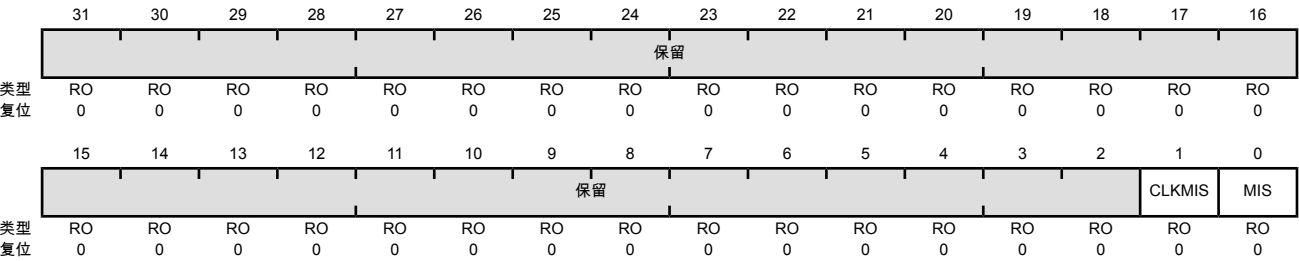 31 30 29 28 27 26 25 24 23 22 21 20 19 18 17 16
保留
类型 RO RO RO RO RO RO RO RO RO RO RO RO RO RO RO RO
复位 0 0 0 0 0 0 0 0 0 0 0 0 0 0 0 0
15 14 13 12 11 10 9 8 7 6 5 4 3 2 1 0
保留 CLKMIS MIS
类型 RO RO RO RO RO RO RO RO RO RO RO RO RO RO RO RO
复位 0 0 0 0 0 0 0 0 0 0 0 0 0 0 0 0